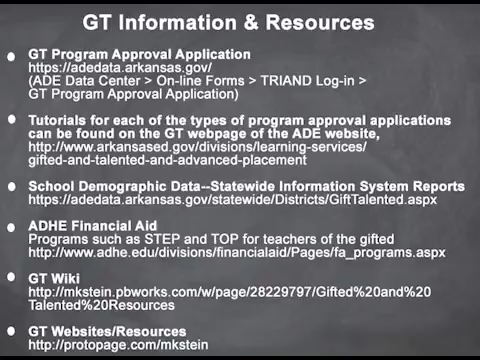 GT Information & Resources
GT Program Approval Application
https://adedata.arkansas.gov/
(ADE Data Center > On-line Forms > TRIAND Log-in >
GT Program Approval Application)
Tutorials for each of the types of program approval applications
can be found on the GT webpage of the ADE website,
http://www.arkansased.gov/divisions/learning-services/
gifted-and-talented-and-advanced-placement
School Demographic Data--Statewide Information System Reports
https://adedata.arkansas.gov/statewide/Districts/GiftTalented.aspx
ADHE Financial Aid
Programs such as STEP and TOP for teachers of the gifted
http://www.adhe.edu/divisions/financialaid/Pages/fa_programs.aspx
GT Wiki
http://mkstein.pbworks.com/w/page/28229797/Gifted%20and%20
Talented%20Resources
GT Websites/Resources
http://protopage.com/mkstein